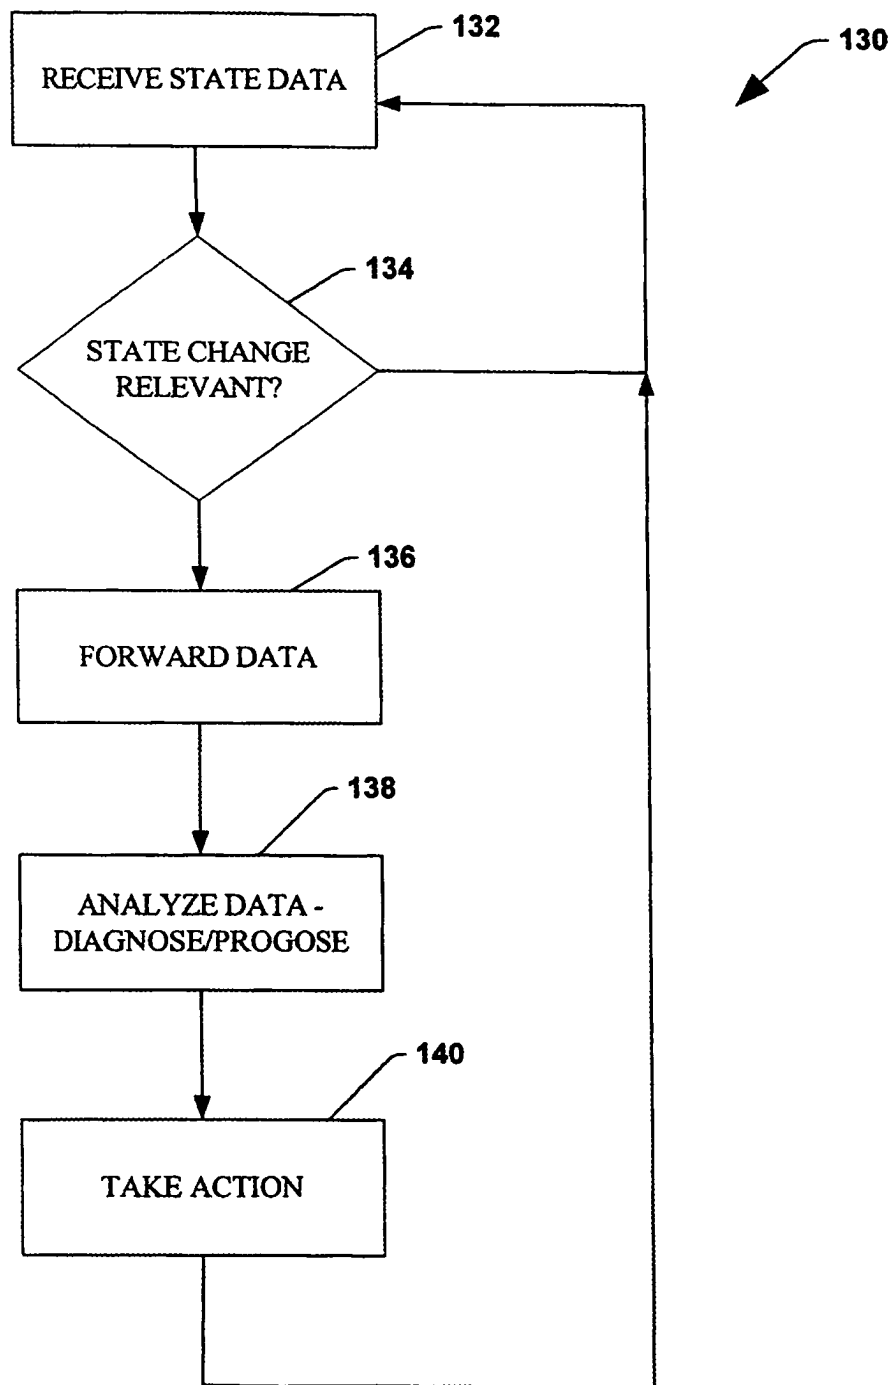 132
130
RECEIVE STATE DATA
134
STATE CHANGE
RELEVANT?
136
FORWARD DATA
138
ANALYZE DATA -
DIAGNOSE/PROGOSE
140
TAKE ACTION